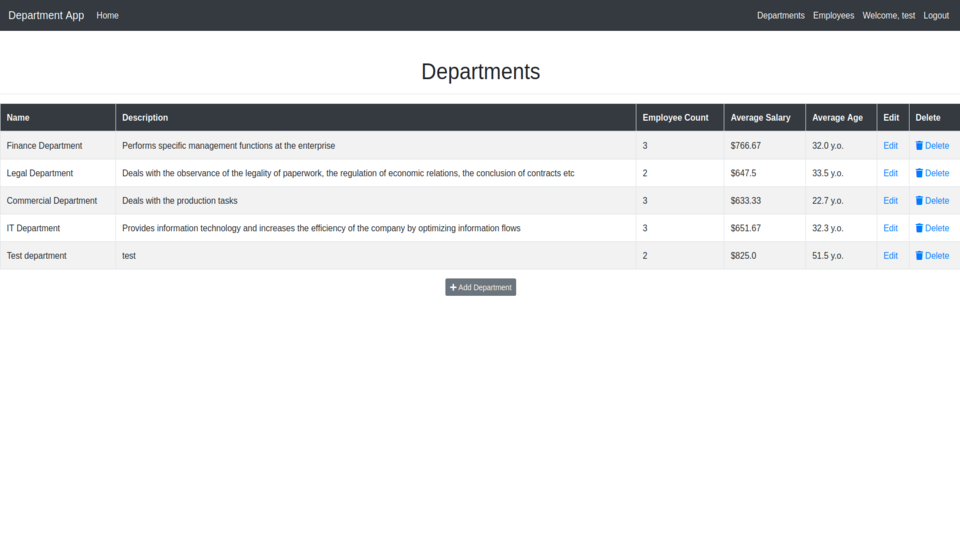 Department App Home Departments Employees Welcome, test Logout
Departments
Name Description Employee Count Average Salary Average Age Edit Delete
Finance Department Performs specific management functions at the enterprise 3 $766.67 32.0 y.o. Edit Delete
Legal Department Deals with the observance of the legality of paperwork, the regulation of economic relations, the conclusion of contracts etc 2 $647.5 33.5 y.o. Edit Delete
Commercial Department Deals with the production tasks 3 $633.33 22.7 y.o. Edit Delete
IT Department Provides information technology and increases the efficiency of the company by optimizing information flows 3 $651.67 32.3 y.o. Edit Delete
Test department test 2 $825.0 51.5 y.o. Edit Delete
Add Department